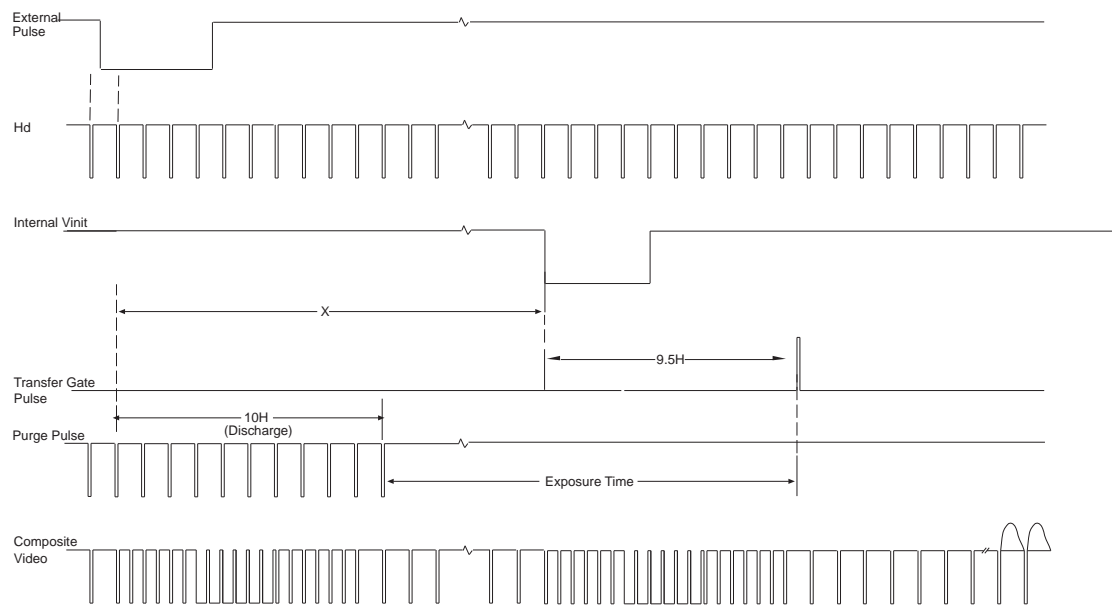 External
Pulse
Hd
Internal Vinit
X
9.5H
Transfer Gate
Pulse
10H
(Discharge)
Purge Pulse
Exposure Time
Composite
Video